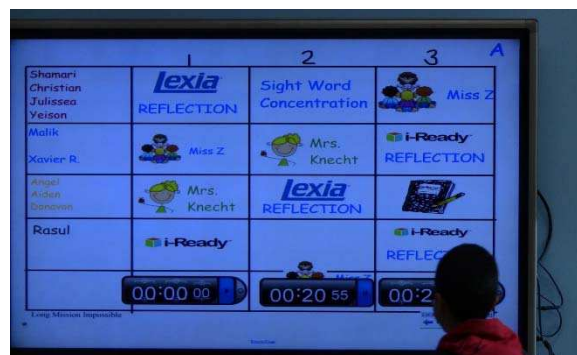 1 2 3 A
Shamari
Christian
Julissea
Yeison
Lexia
REFLECTION
Sight Word
Concentration
Miss Z
Malik
Xavier R.
Miss Z
Mrs.
Knecht
i-Ready
REFLECTION
Angel
Aiden
Donovan
Mrs.
Knecht
Lexia
REFLECTION
Rasul
i-Ready
i-Ready
Miss Z
00:00 00
00:20 55
Long Mission Impossible